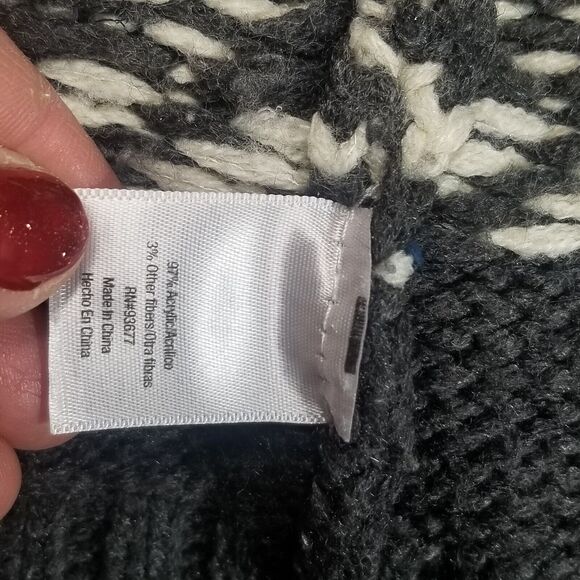 97% Acrylic/Acrilico
3% Other fibers/Otra fibras
RN#93677
Made In China
Hecho En China